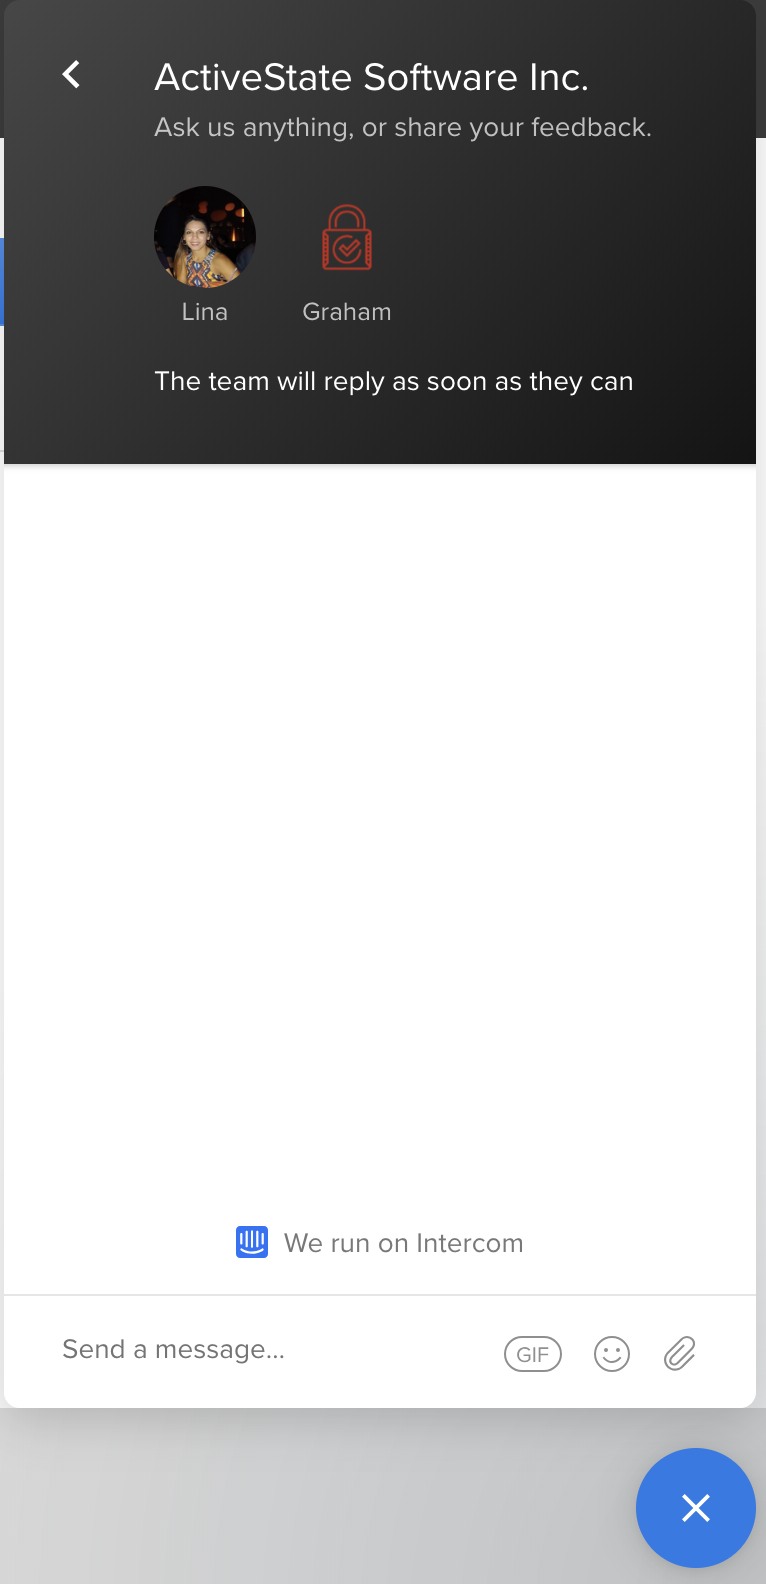 ActiveState Software Inc.
Ask us anything, or share your feedback.
Lina
Graham
The team will reply as soon as they can
We run on Intercom
Send a message...
GIF